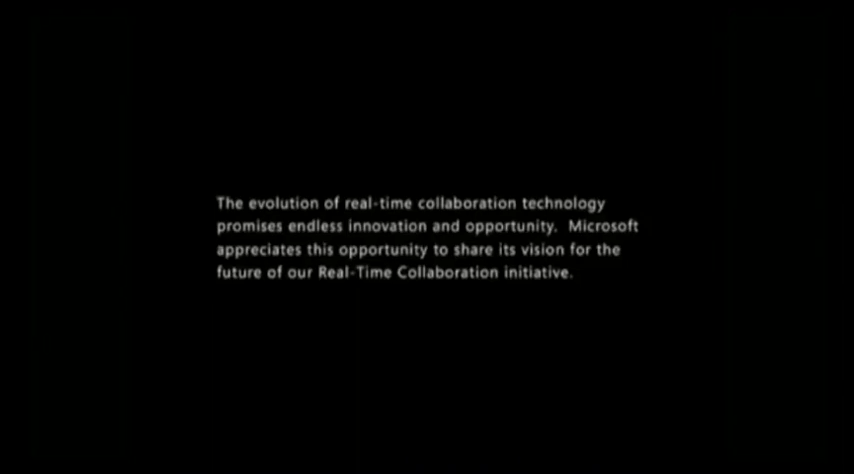 The evolution of real-time collaboration technology
promises endless innovation and opportunity.  Microsoft
appreciates this opportunity to share its vision for the
future of our Real-Time Collaboration initiative.